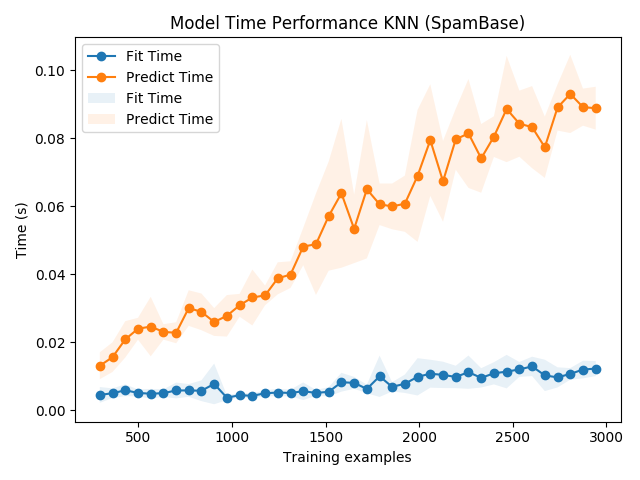 Model Time Performance KNN (SpamBase)
Fit Time
Predict Time
Fit Time
Predict Time
0.10
0.08
0.06
0.04
0.02
0.00
Time (s)
500
1000
1500
2000
2500
3000
Training examples